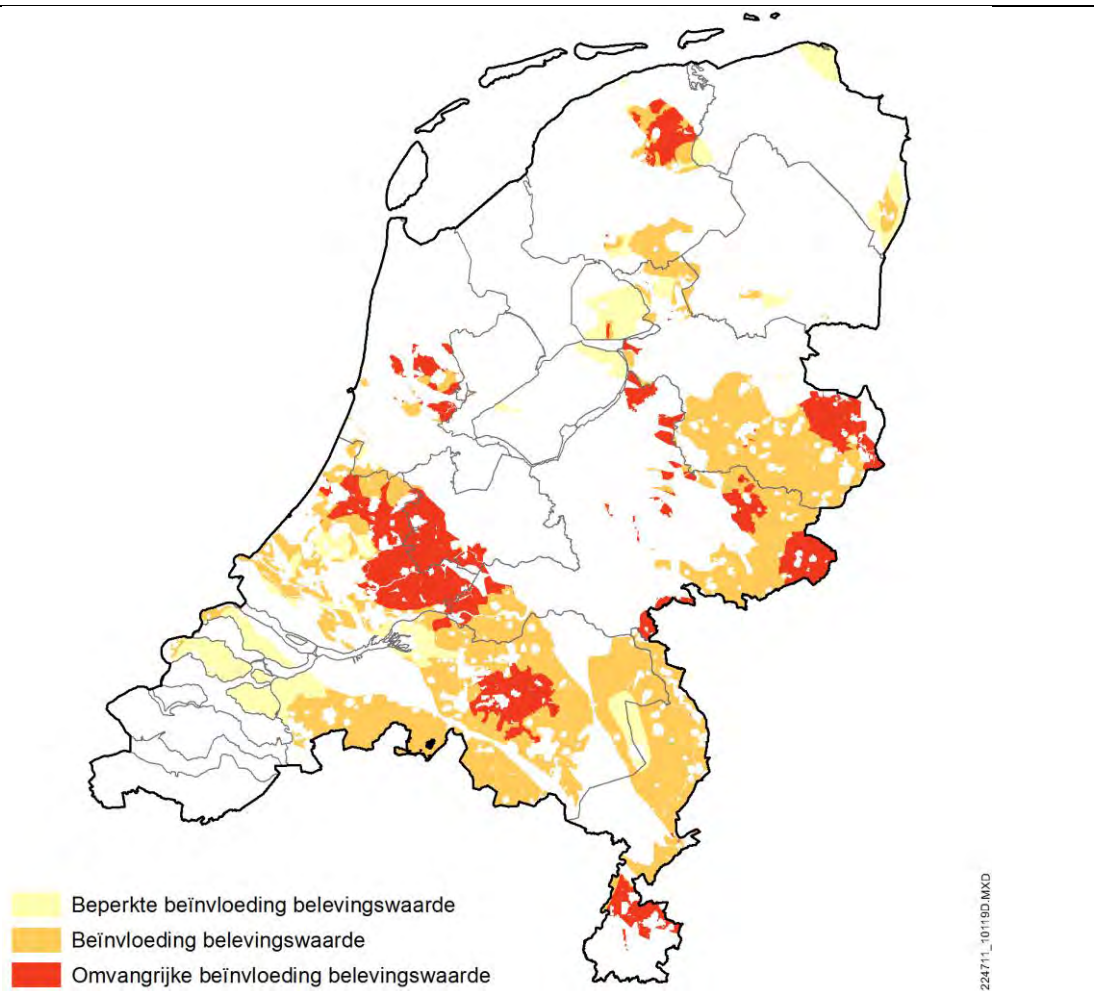 Beperkte beïnvloeding belevingswaarde
Beïnvloeding belevingswaarde
Omvangrijke beïnvloeding belevingswaarde
224711_10119D.MXD